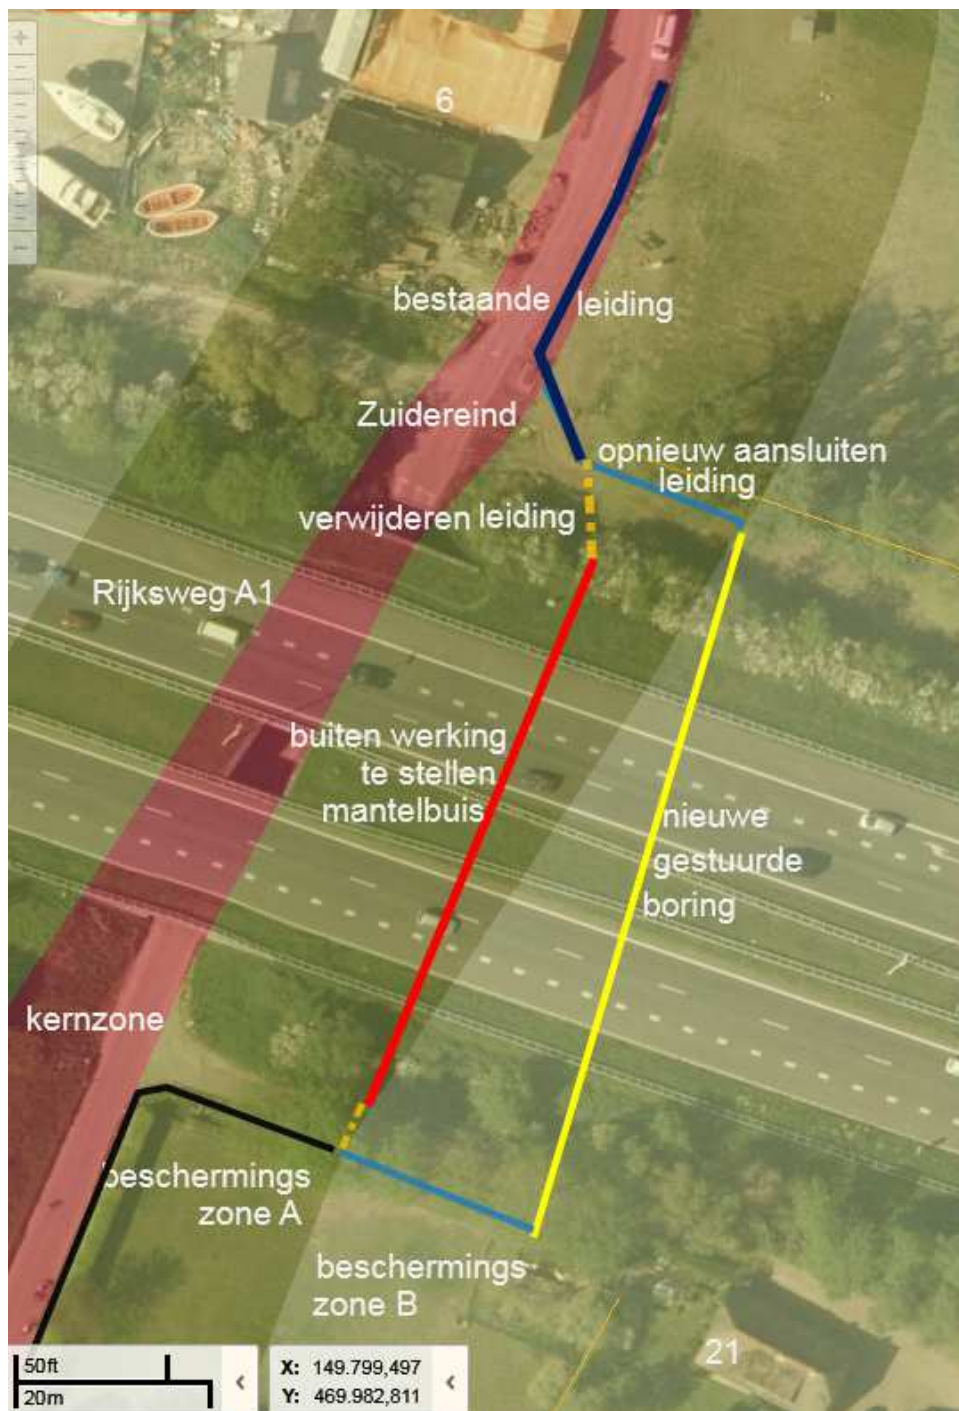 6
bestaande leiding
Zuidereind
opnieuw aansluiten
leiding
verwijderen leiding
Rijksweg A1
buiten werking
te stellen
mantelbuis
nieuwe
gestuurde
boring
kernzone
beschermings
zone A
beschermings
zone B
21
50ft
20m
X: 149.799,497
Y: 469.982,811